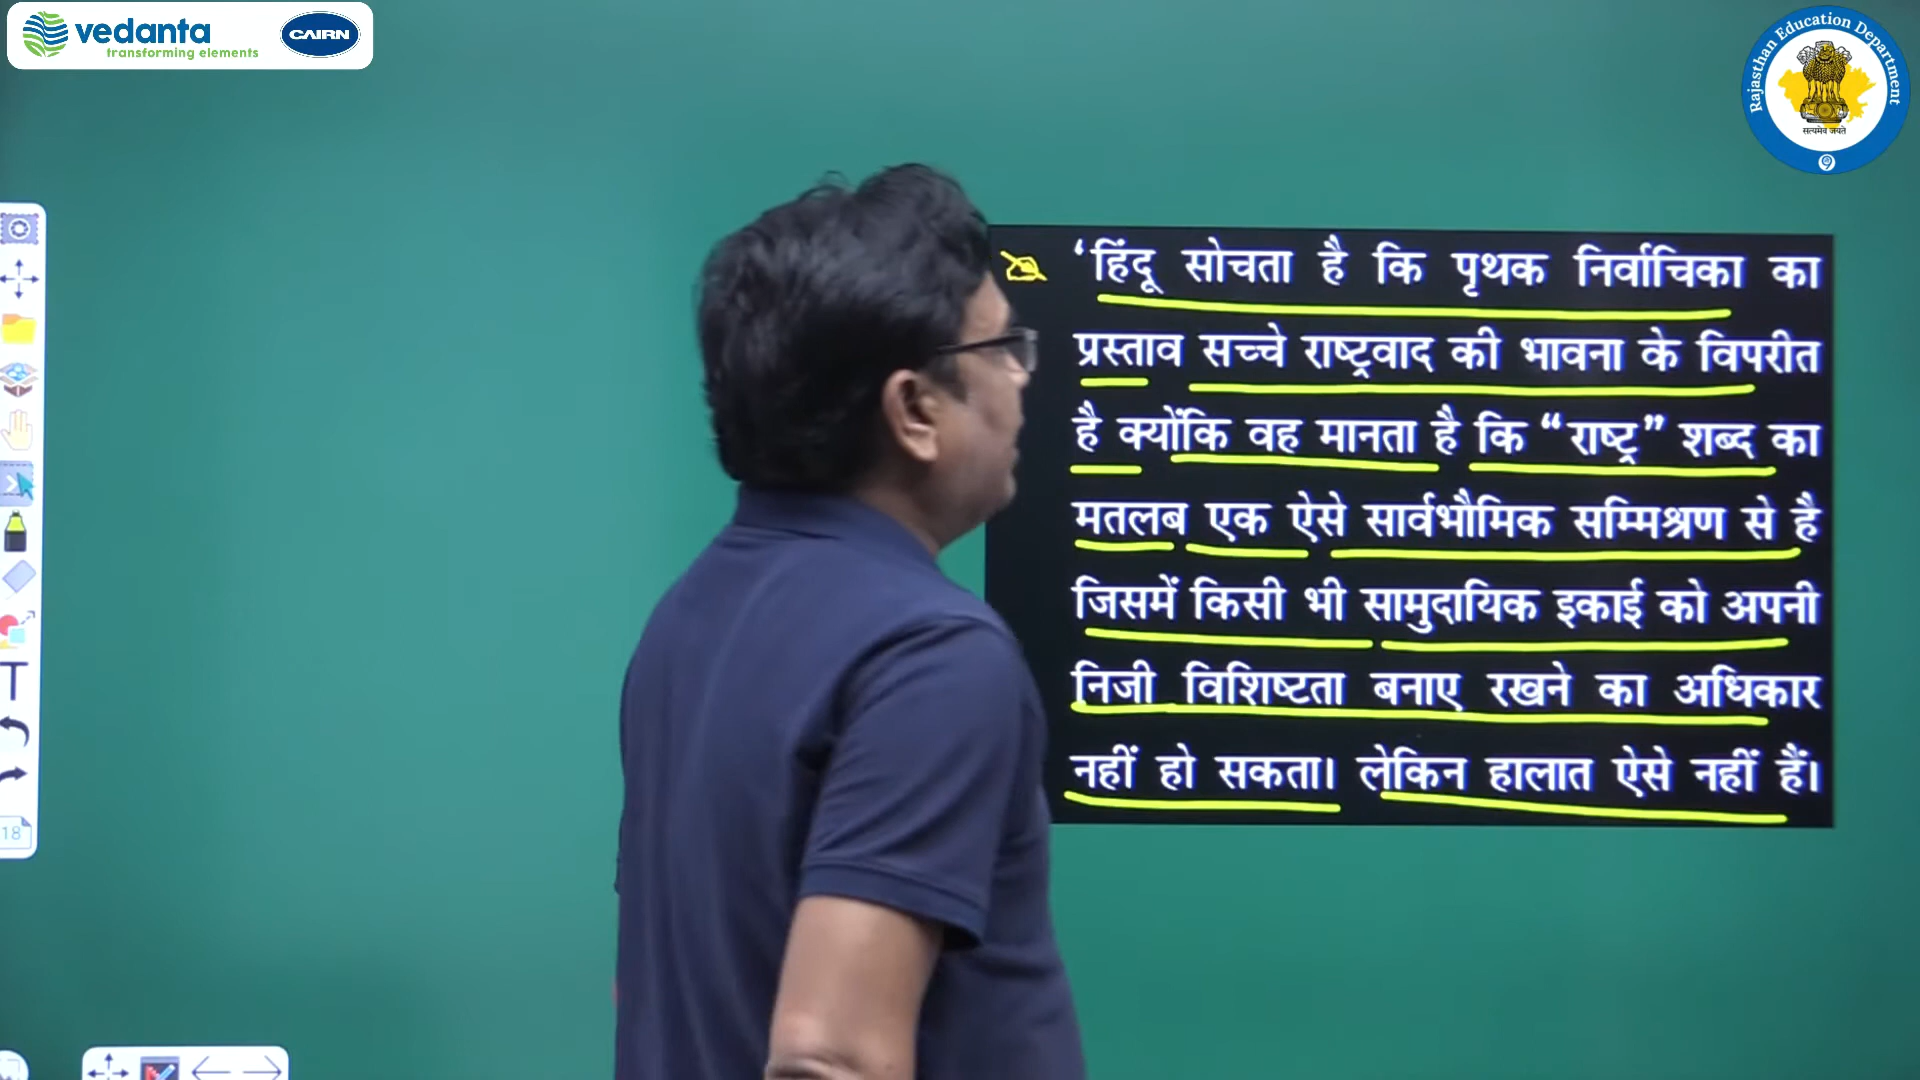 vedanta
transforming elements
CAIRN
Rajasthan Education Department
सत्यमेव जयते
‘हिंदू सोचता है कि पृथक निर्वाचिका का
प्रस्ताव सच्चे राष्ट्रवाद की भावना के विपरीत
है क्योंकि वह मानता है कि “राष्ट्र” शब्द का
मतलब एक ऐसे सार्वभौमिक सम्मिश्रण से है
जिसमें किसी भी सामुदायिक इकाई को अपनी
निजी विशिष्टता बनाए रखने का अधिकार
नहीं हो सकता। लेकिन हालात ऐसे नहीं हैं।
T
18